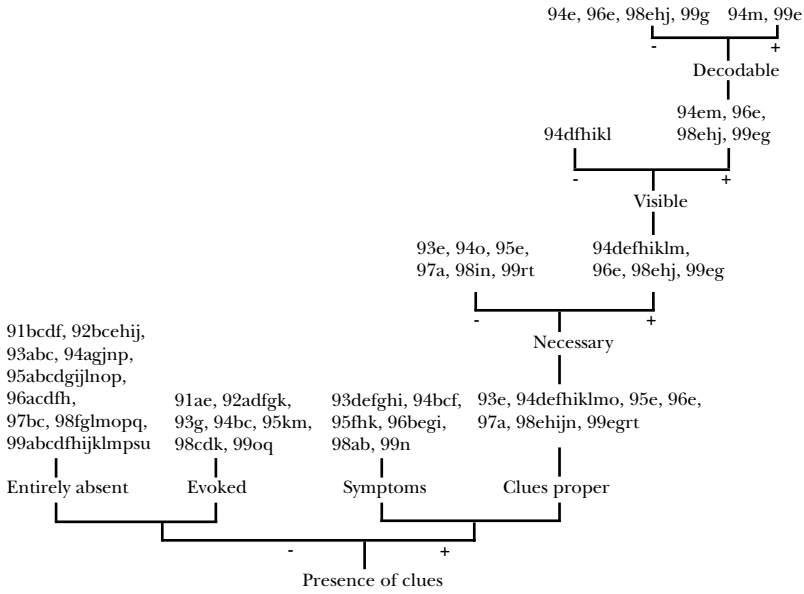 94e, 96e, 98ehj, 99g 94m, 99e
- +
Decodable
94em, 96e,
98ehj, 99eg
94dfhikl
- +
Visible
93e, 94o, 95e,
97a, 98in, 99rt
94defhiklm,
96e, 98ehj, 99eg
- +
Necessary
91bcdf, 92bcehij,
93abc, 94agjnp,
95abcdgijlnop,
96acdfh,
97bc, 98fglmopq,
99abcdfhijklmpsu
91ae, 92adfgk,
93g, 94bc, 95km,
98cdk, 99oq
93defghi, 94bcf,
95fhk, 96begi,
98ab, 99n
93e, 94defhiklmo, 95e, 96e,
97a, 98ehijn, 99egrt
Entirely absent Evoked Symptoms Clues proper
- +
Presence of clues